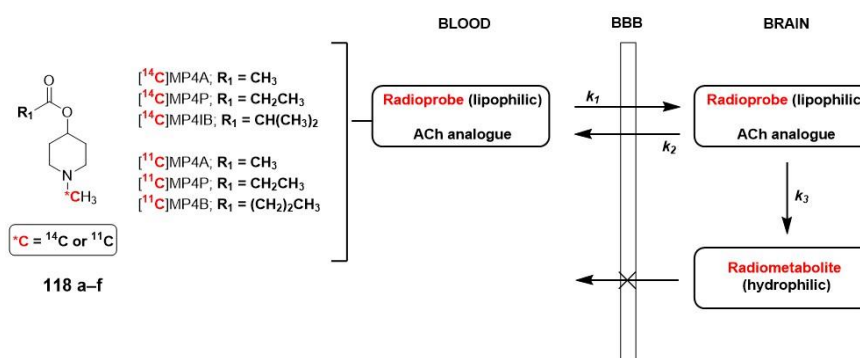 BLOOD
BBB
BRAIN
O
R1
O
N
*CH3
*C = 14C or 11C
118 a–f
[14C]MP4A; R1 = CH3
[14C]MP4P; R1 = CH2CH3
[14C]MP4IB; R1 = CH(CH3)2
[11C]MP4A; R1 = CH3
[11C]MP4P; R1 = CH2CH3
[11C]MP4B; R1 = (CH2)2CH3
Radioprobe (lipophilic)
ACh analogue
k1
k2
Radioprobe (lipophilic
ACh analogue
k3
Radiometabolite
(hydrophilic)